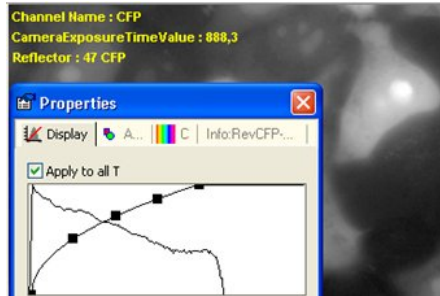 Channel Name : CFP
CameraExposureTimeValue : 888,3
Reflector : 47 CFP
Properties
Display A... C Info:RevCFP-...
Apply to all T